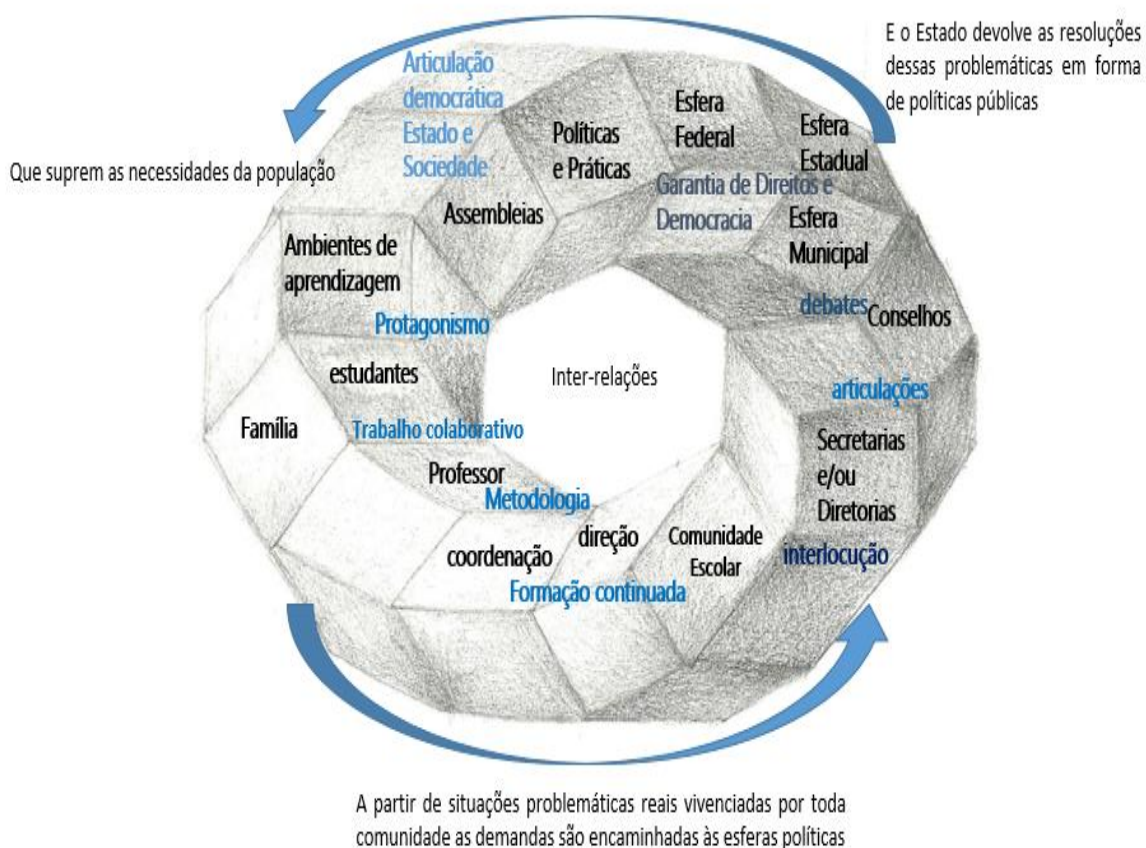 E o Estado devolve as resoluções
dessas problemáticas em forma
de políticas públicas
Que suprem as necessidades da população
Articulação
democrática
Estado e
Sociedade
Assembleias
Políticas
e Práticas
Esfera
Federal
Esfera
Estadual
Garantia de Direitos e
Democracia
Esfera
Municipal
debates
Conselhos
articulações
Secretarias
e/ou
Diretorias
interlocução
Ambientes de
aprendizagem
Protagonismo
estudantes
Trabalho colaborativo
Família
Professor
Metodologia
coordenação
direção
Formação continuada
Comunidade
Escolar
Inter-relações
A partir de situações problemáticas reais vivenciadas por toda
comunidade as demandas são encaminhadas às esferas políticas